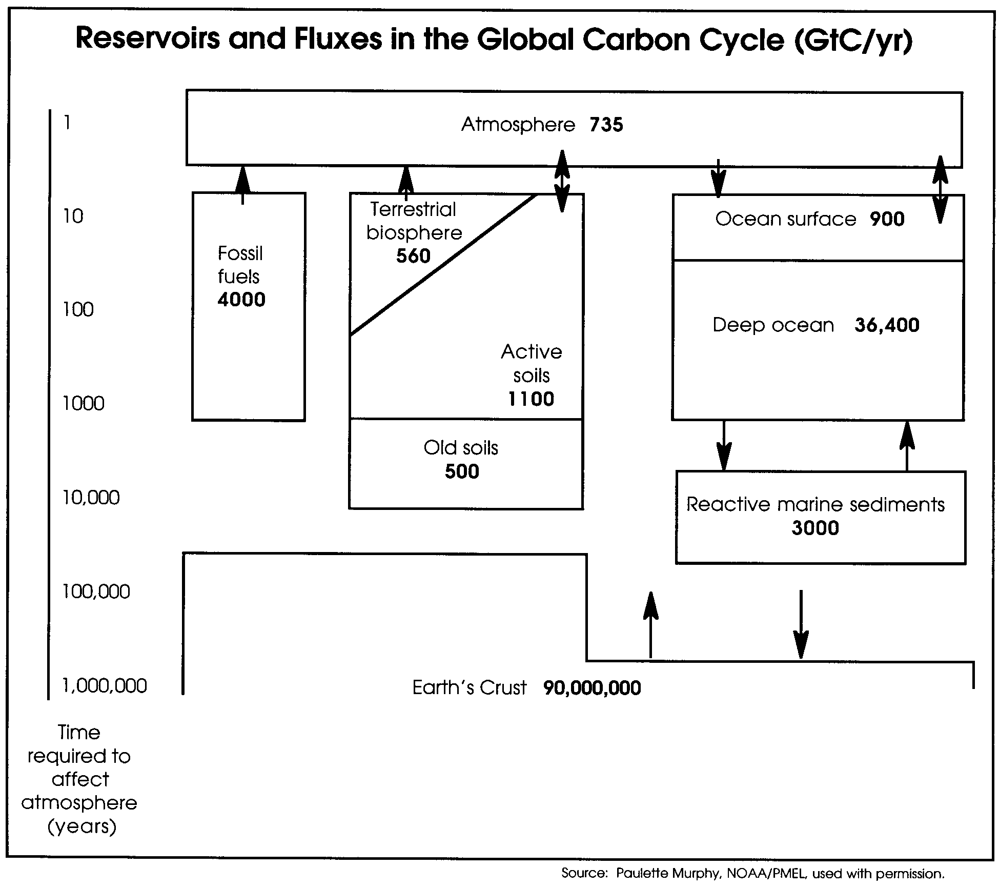 Reservoirs and Fluxes in the Global Carbon Cycle (GtC/yr)
1
10
100
1000
10,000
100,000
1,000,000
Time
required to
affect
atmosphere
(years)
Atmosphere 735
Fossil
fuels
4000
Terrestrial
biosphere
560
Active
soils
1100
Old soils
500
Ocean surface 900
Deep ocean 36,400
Reactive marine sediments
3000
Earth's Crust 90,000,000
Source: Paulette Murphy, NOAA/PMEL, used with permission.